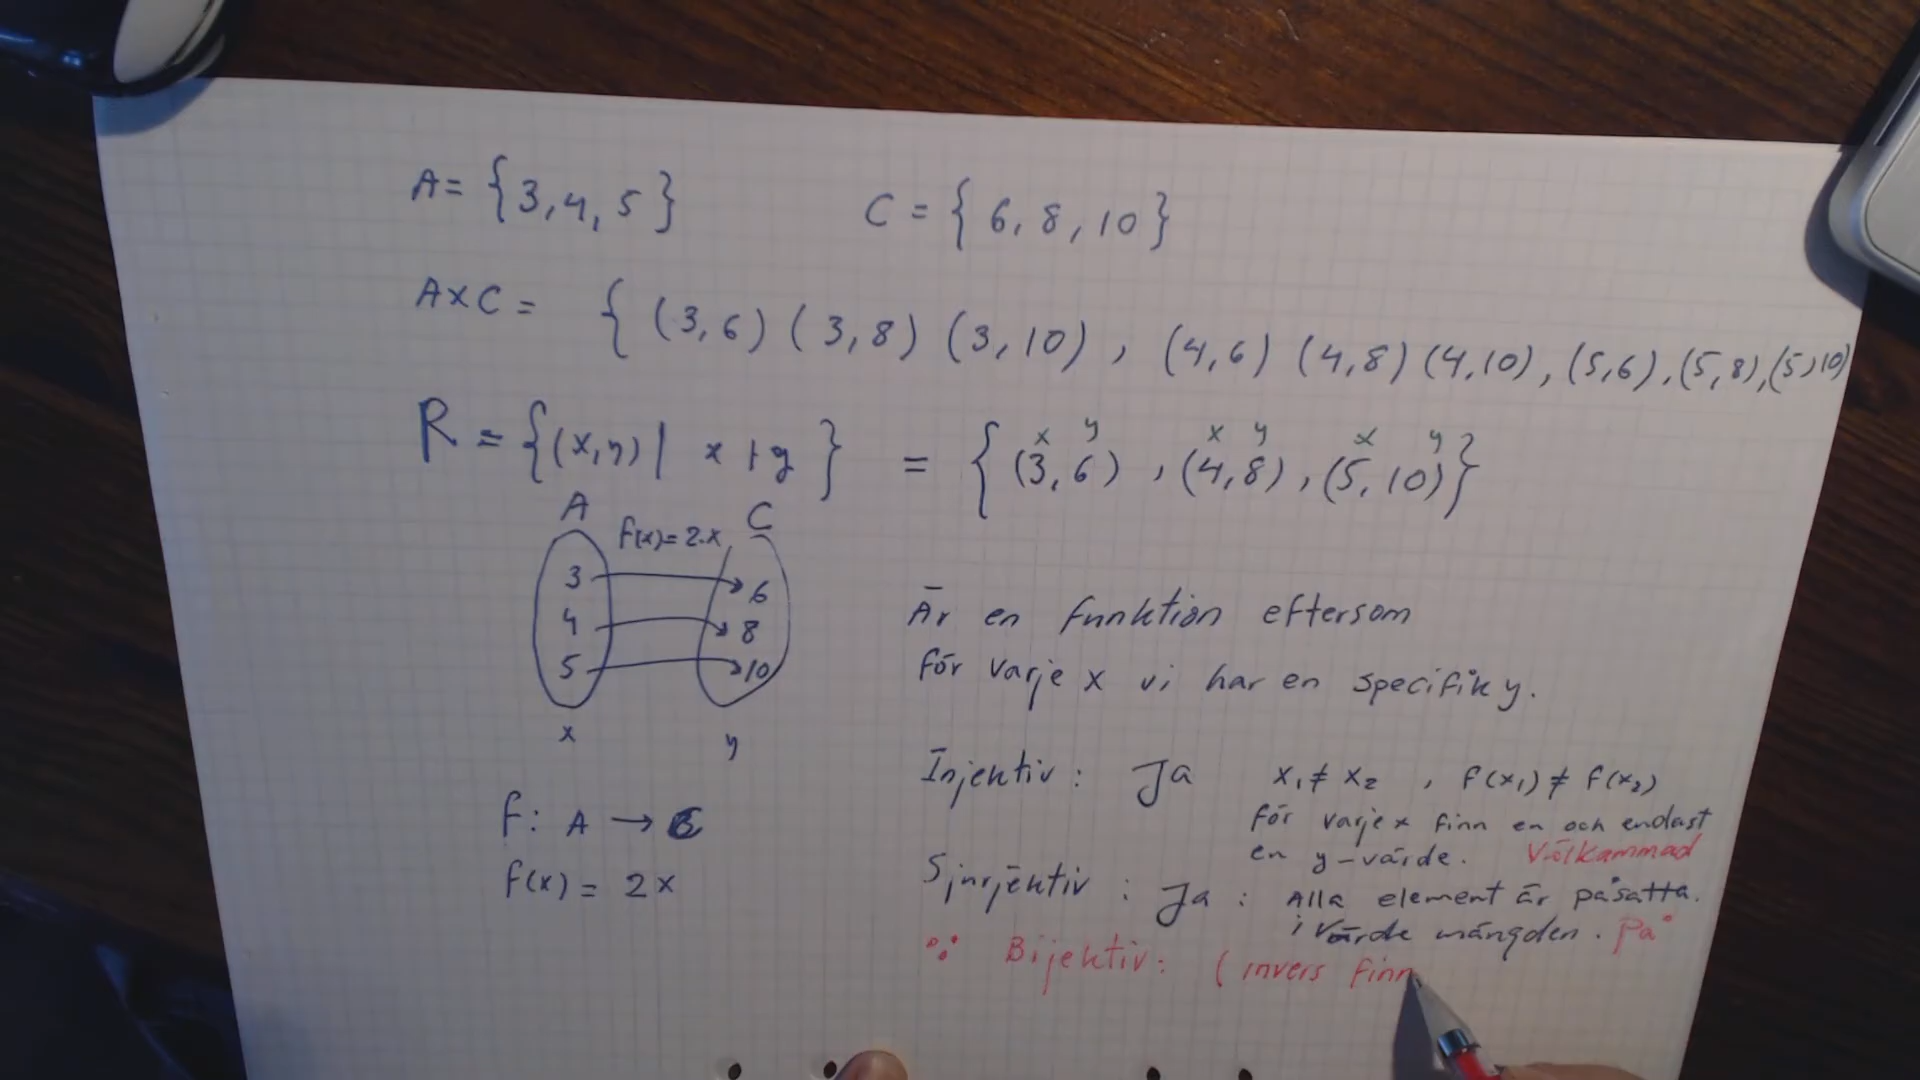 A = {3, 4, 5} C = {6, 8, 10}
A×C = { (3,6) (3,8) (3,10) , (4,6) (4,8) (4,10), (5,6), (5,8), (5,10)
R = {(x,y) | x + y } = { (3,6) , (4,8) , (5,10) }
x y x y x y
A C
f(x) = 2·x
3 6
4 8
5 10
x y
f: A → C
f(x) = 2x
Är en funktion eftersom
för varje x vi har en specifik y.
Injektiv : Ja x₁ ≠ x₂ , f(x₁) ≠ f(x₂)
för varje x finn en och endast
en y-värde. Välkammad
Sjurjektiv : Ja : Alla element är påsatta.
i värde mängden. På
∵ Bijektiv: ( invers finn